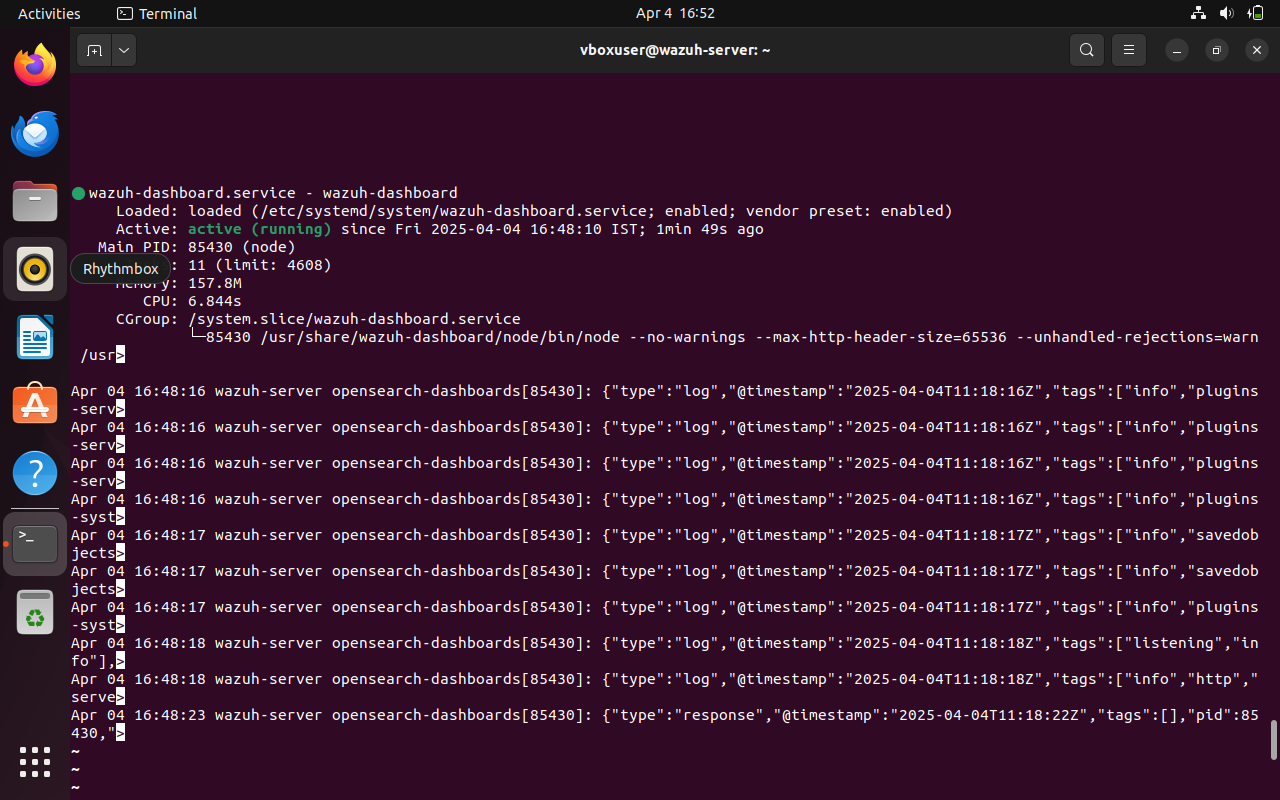 Activities
Terminal
Apr 4 16:52
vboxuser@wazuh-server: ~
wazuh-dashboard.service - wazuh-dashboard
Loaded: loaded (/etc/systemd/system/wazuh-dashboard.service; enabled; vendor preset: enabled)
Active: active (running) since Fri 2025-04-04 16:48:10 IST; 1min 49s ago
Main PID: 85430 (node)
Rhythmbox
: 11 (limit: 4608)
Memory: 157.8M
CPU: 6.844s
CGroup: /system.slice/wazuh-dashboard.service
└─85430 /usr/share/wazuh-dashboard/node/bin/node --no-warnings --max-http-header-size=65536 --unhandled-rejections=warn
/usr>
Apr 04 16:48:16 wazuh-server opensearch-dashboards[85430]: {"type":"log","@timestamp":"2025-04-04T11:18:16Z","tags":["info","plugins
-serv>
Apr 04 16:48:16 wazuh-server opensearch-dashboards[85430]: {"type":"log","@timestamp":"2025-04-04T11:18:16Z","tags":["info","plugins
-serv>
Apr 04 16:48:16 wazuh-server opensearch-dashboards[85430]: {"type":"log","@timestamp":"2025-04-04T11:18:16Z","tags":["info","plugins
-serv>
Apr 04 16:48:16 wazuh-server opensearch-dashboards[85430]: {"type":"log","@timestamp":"2025-04-04T11:18:16Z","tags":["info","plugins
-syst>
Apr 04 16:48:17 wazuh-server opensearch-dashboards[85430]: {"type":"log","@timestamp":"2025-04-04T11:18:17Z","tags":["info","savedob
jects>
Apr 04 16:48:17 wazuh-server opensearch-dashboards[85430]: {"type":"log","@timestamp":"2025-04-04T11:18:17Z","tags":["info","savedob
jects>
Apr 04 16:48:17 wazuh-server opensearch-dashboards[85430]: {"type":"log","@timestamp":"2025-04-04T11:18:17Z","tags":["info","plugins
-syst>
Apr 04 16:48:18 wazuh-server opensearch-dashboards[85430]: {"type":"log","@timestamp":"2025-04-04T11:18:18Z","tags":["listening","in
fo"],>
Apr 04 16:48:18 wazuh-server opensearch-dashboards[85430]: {"type":"log","@timestamp":"2025-04-04T11:18:18Z","tags":["info","http","
serve>
Apr 04 16:48:23 wazuh-server opensearch-dashboards[85430]: {"type":"response","@timestamp":"2025-04-04T11:18:22Z","tags":[],"pid":85
430,">
~
~
~